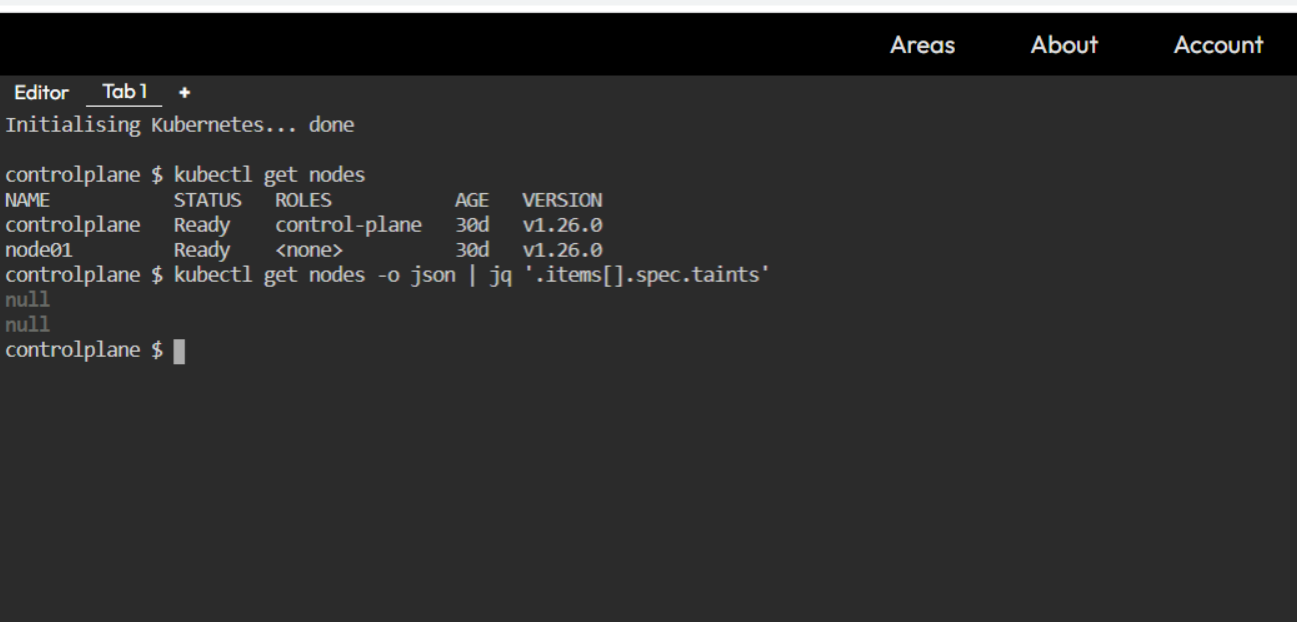 Areas About Account
Editor Tab 1 +
Initialising Kubernetes... done
controlplane $ kubectl get nodes
NAME STATUS ROLES AGE VERSION
controlplane Ready control-plane 30d v1.26.0
node01 Ready <none> 30d v1.26.0
controlplane $ kubectl get nodes -o json | jq '.items[].spec.taints'
null
null
controlplane $